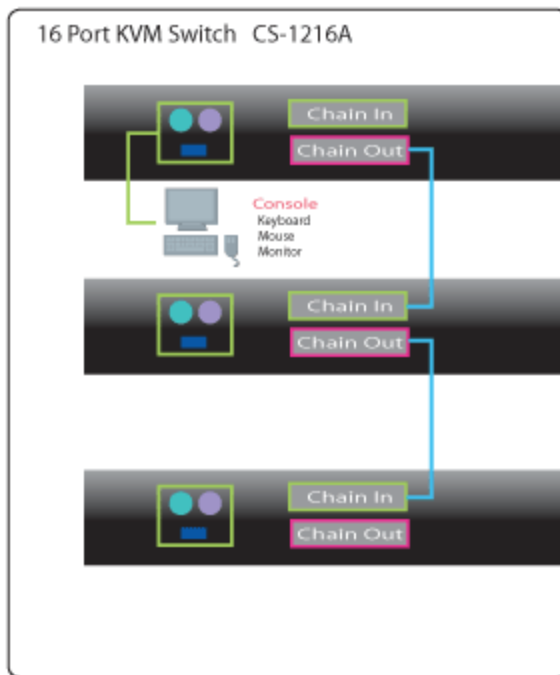 16 Port KVM Switch CS-1216A
Chain In
Chain Out
Console
Keyboard
Mouse
Monitor
Chain In
Chain Out
Chain In
Chain Out